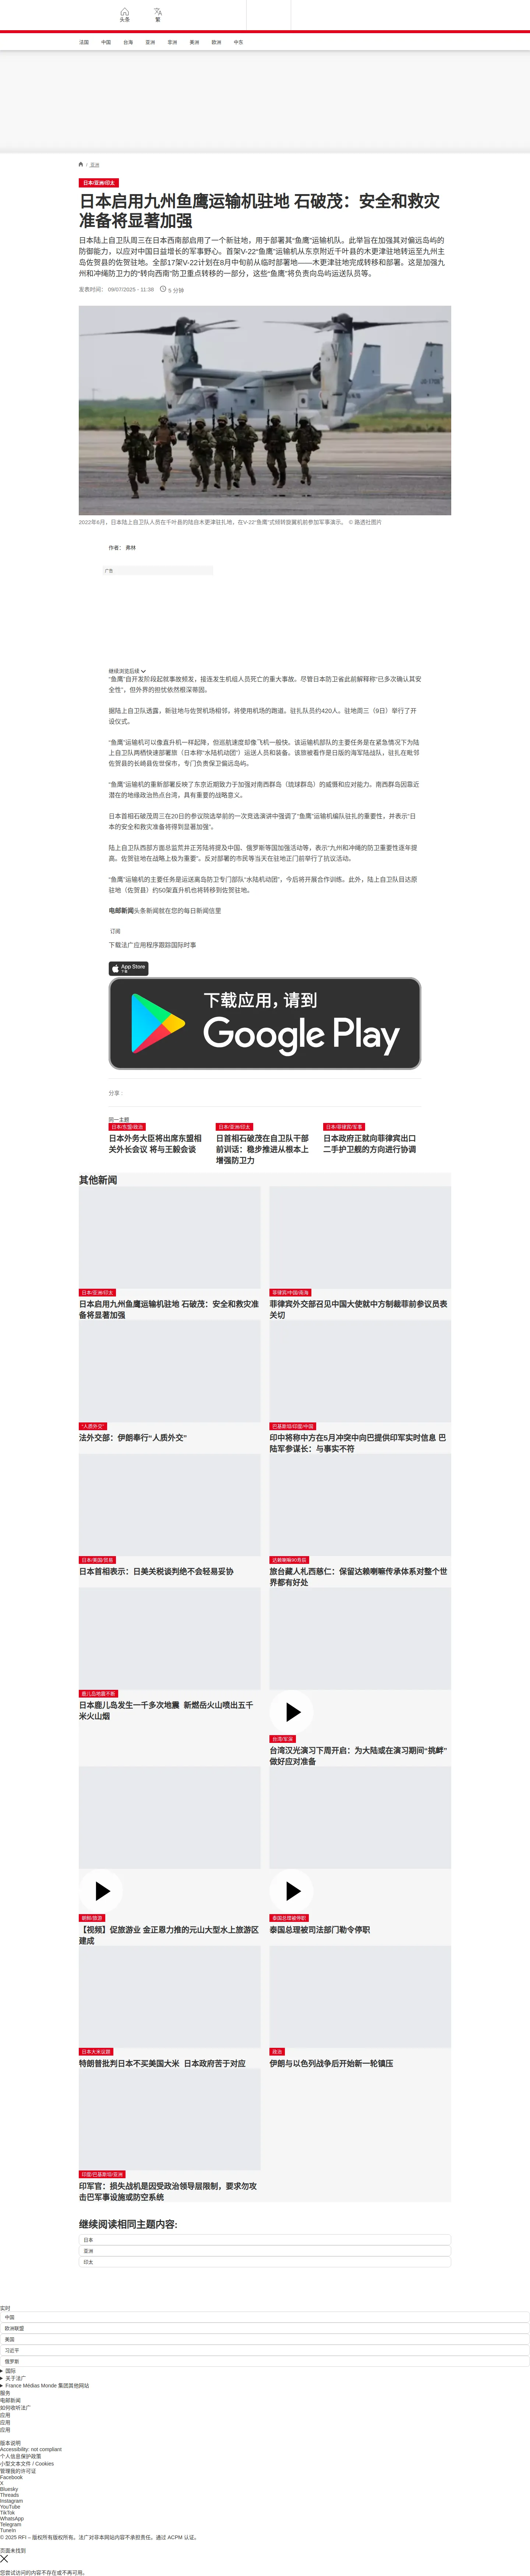 头条
繁
法国
中国
台海
亚洲
非洲
美洲
欧洲
中东
/ 亚洲
日本/亚洲/印太
日本启用九州鱼鹰运输机驻地 石破茂：安全和救灾
准备将显著加强
日本陆上自卫队周三在日本西南部启用了一个新驻地，用于部署其“鱼鹰”运输机队。此举旨在加强其对偏远岛屿的
防御能力，以应对中国日益增长的军事野心。首架V-22“鱼鹰”运输机从东京附近千叶县的木更津驻地转运至九州主
岛佐贺县的佐贺驻地。全部17架V-22计划在8月中旬前从临时部署地——木更津驻地完成转移和部署。这是加强九
州和冲绳防卫力的“转向西南”防卫重点转移的一部分，这些“鱼鹰”将负责向岛屿运送队员等。
发表时间： 09/07/2025 - 11:38 5 分钟
2022年6月，日本陆上自卫队人员在千叶县的陆自木更津驻扎地，在V-22“鱼鹰”式倾转旋翼机前参加军事演示。 © 路透社图片
作者： 弗林
广告
继续浏览后续
“鱼鹰”自开发阶段起就事故频发，接连发生机组人员死亡的重大事故。尽管日本防卫省此前解释称“已多次确认其安
全性”，但外界的担忧依然根深蒂固。
据陆上自卫队透露，新驻地与佐贺机场相邻，将使用机场的跑道。驻扎队员约420人。驻地周三（9日）举行了开
设仪式。
“鱼鹰”运输机可以像直升机一样起降，但巡航速度却像飞机一般快。该运输机部队的主要任务是在紧急情况下为陆
上自卫队两栖快速部署旅（日本称“水陆机动团”）运送人员和装备。该旅被看作是日版的海军陆战队，驻扎在毗邻
佐贺县的长崎县佐世保市，专门负责保卫偏远岛屿。
“鱼鹰”运输机的重新部署反映了东京近期致力于加强对南西群岛（琉球群岛）的威慑和应对能力。南西群岛因靠近
潜在的地缘政治热点台湾，具有重要的战略意义。
日本首相石破茂周三在20日的参议院选举前的一次竞选演讲中强调了“鱼鹰”运输机编队驻扎的重要性，并表示“日
本的安全和救灾准备将得到显著加强”。
陆上自卫队西部方面总监荒井正芳陆将提及中国、俄罗斯等国加强活动等，表示“九州和冲绳的防卫重要性逐年提
高。佐贺驻地在战略上极为重要”。反对部署的市民等当天在驻地正门前举行了抗议活动。
“鱼鹰”运输机的主要任务是运送离岛防卫专门部队“水陆机动团”，今后将开展合作训练。此外，陆上自卫队目达原
驻地（佐贺县）约50架直升机也将转移到佐贺驻地。
电邮新闻头条新闻就在您的每日新闻信里
订阅
下载法广应用程序跟踪国际时事
App Store
下载应用，请到
Google Play
分享 :
同一主题
日本/东盟/政治
日本外务大臣将出席东盟相
关外长会议 将与王毅会谈
日本/亚洲/印太
日首相石破茂在自卫队干部
前训话：稳步推进从根本上
增强防卫力
日本/菲律宾/军事
日本政府正就向菲律宾出口
二手护卫舰的方向进行协调
其他新闻
日本/亚洲/印太
日本启用九州鱼鹰运输机驻地 石破茂：安全和救灾准
备将显著加强
菲律宾/中国/南海
菲律宾外交部召见中国大使就中方制裁菲前参议员表
关切
“人质外交”
法外交部：伊朗奉行“人质外交”
巴基斯坦/印度/中国
印中将称中方在5月冲突中向巴提供印军实时信息 巴
陆军参谋长：与事实不符
日本/美国/贸易
日本首相表示：日美关税谈判绝不会轻易妥协
达赖喇嘛90寿辰
旅台藏人札西慈仁：保留达赖喇嘛传承体系对整个世
界都有好处
鹿儿岛地震不断
日本鹿儿岛发生一千多次地震 新燃岳火山喷出五千
米火山烟
台湾/军演
台湾汉光演习下周开启：为大陆或在演习期间“挑衅”
做好应对准备
朝鲜/旅游
【视频】促旅游业 金正恩力推的元山大型水上旅游区
建成
泰国总理被停职
泰国总理被司法部门勒令停职
日本大米议题
特朗普批判日本不买美国大米 日本政府苦于对应
政治
伊朗与以色列战争后开始新一轮镇压
印度/巴基斯坦/亚洲
印军官：损失战机是因受政治领导层限制，要求勿攻
击巴军事设施或防空系统
继续阅读相同主题内容:
日本
亚洲
印太
实时
中国
欧洲联盟
美国
习近平
俄罗斯
国际
关于法广
France Médias Monde 集团其他网站
服务
电邮新闻
如何收听法广
应用
应用
应用
版本说明
Accessibility: not compliant
个人信息保护政策
小型文本文件 / Cookies
管理我的许可证
Facebook
X
Bluesky
Threads
Instagram
YouTube
TikTok
WhatsApp
Telegram
TuneIn
© 2025 RFI – 版权所有版权所有。法广对非本网站内容不承担责任。通过 ACPM 认证。
页面未找到
您尝试访问的内容不存在或不再可用。